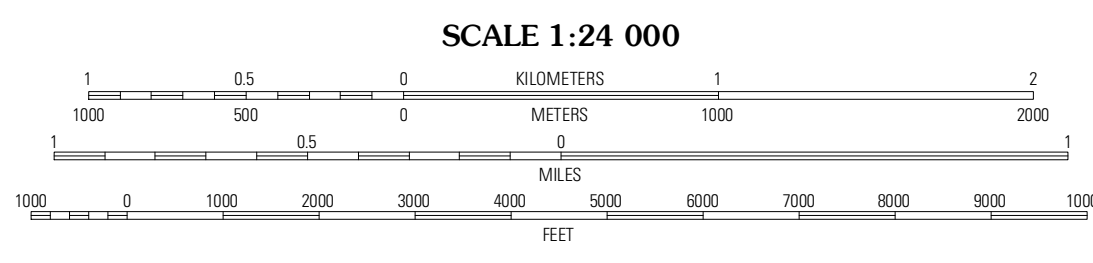 SCALE 1:24 000
1 0.5 0 KILOMETERS 1 2
1000 500 0 METERS 1000 2000
1 0.5 0 1
MILES
1000 0 1000 2000 3000 4000 5000 6000 7000 8000 9000 1000
FEET